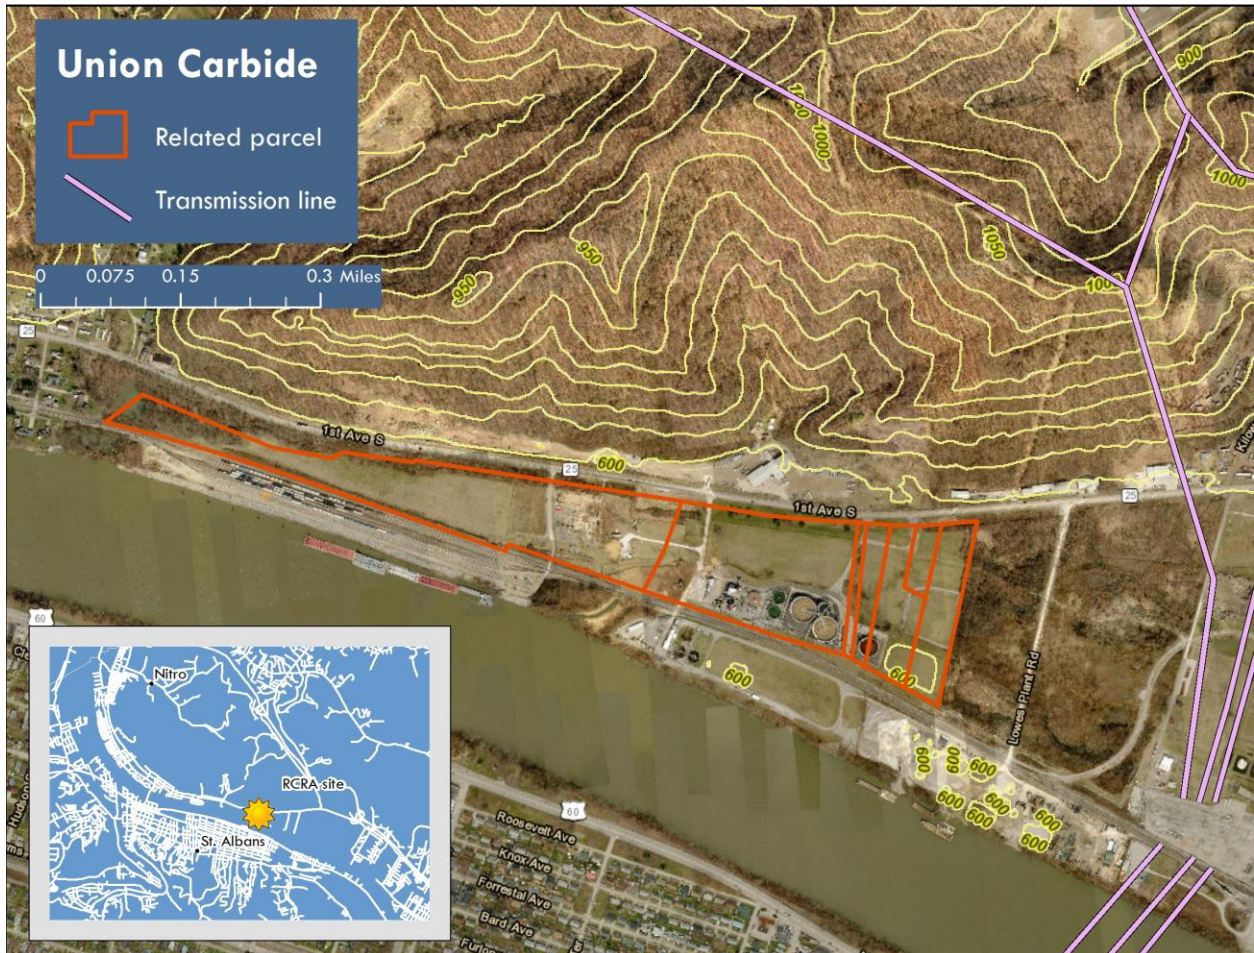 Union Carbide
Related parcel
Transmission line
0 0.075 0.15 0.3 Miles
900
1050
1000
1000
1050
950
950
25
1st Ave S
25
600
1st Ave S
25
600
600
Lowes Plant Rd
600
600
600
600
600
600
600
600
60
60
Roosevelt Ave
Knox Ave
Forrestal Ave
Bard Ave
Nitro
RCRA site
St. Albans